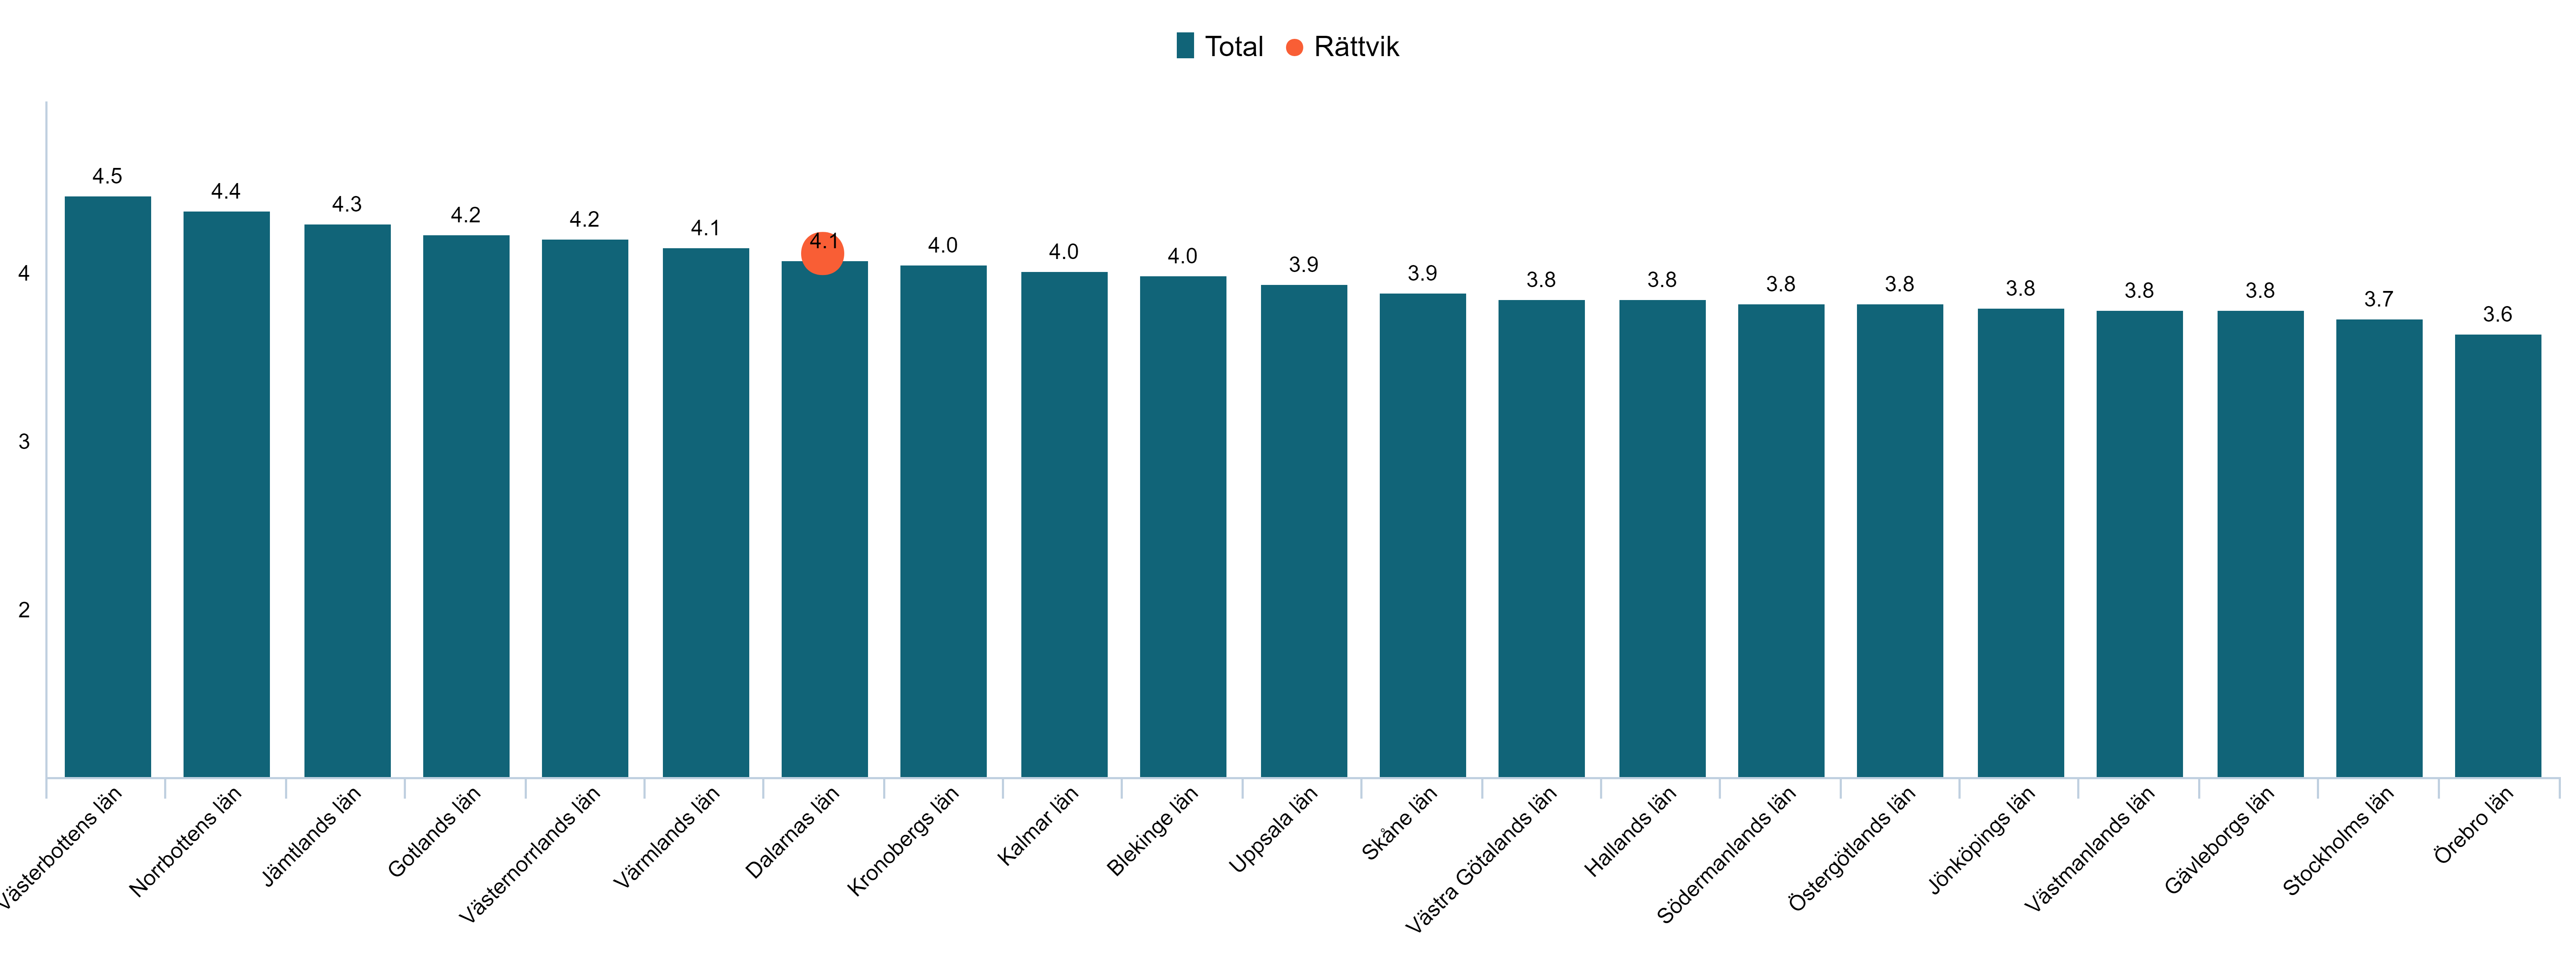 Total Rättvik
4.5 4.4 4.3 4.2 4.2 4.1 4.1 4.0 4.0 4.0 3.9 3.9 3.8 3.8 3.8 3.8 3.8 3.8 3.8 3.7 3.6
4
3
2
Västerbottens län
Norrbottens län
Jämtlands län
Gotlands län
Västernorrlands län
Värmlands län
Dalarnas län
Kronobergs län
Kalmar län
Blekinge län
Uppsala län
Skåne län
Västra Götalands län
Hallands län
Södermanlands län
Östergötlands län
Jönköpings län
Västmanlands län
Gävleborgs län
Stockholms län
Örebro län